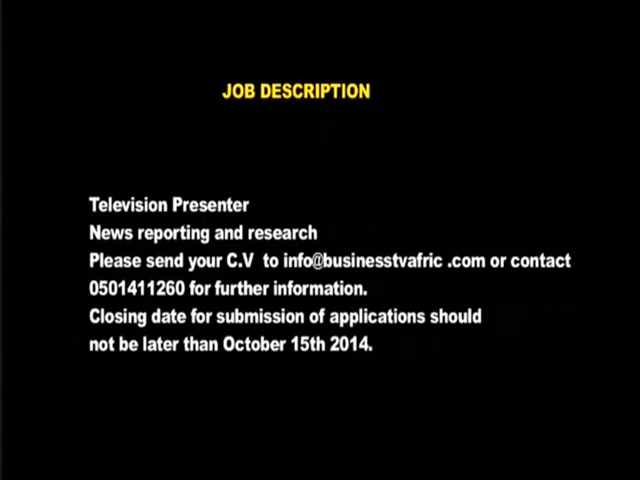 JOB DESCRIPTION
Television Presenter
News reporting and research
Please send your C.V  to info@businesstvafric .com or contact
0501411260 for further information.
Closing date for submission of applications should
not be later than October 15th 2014.